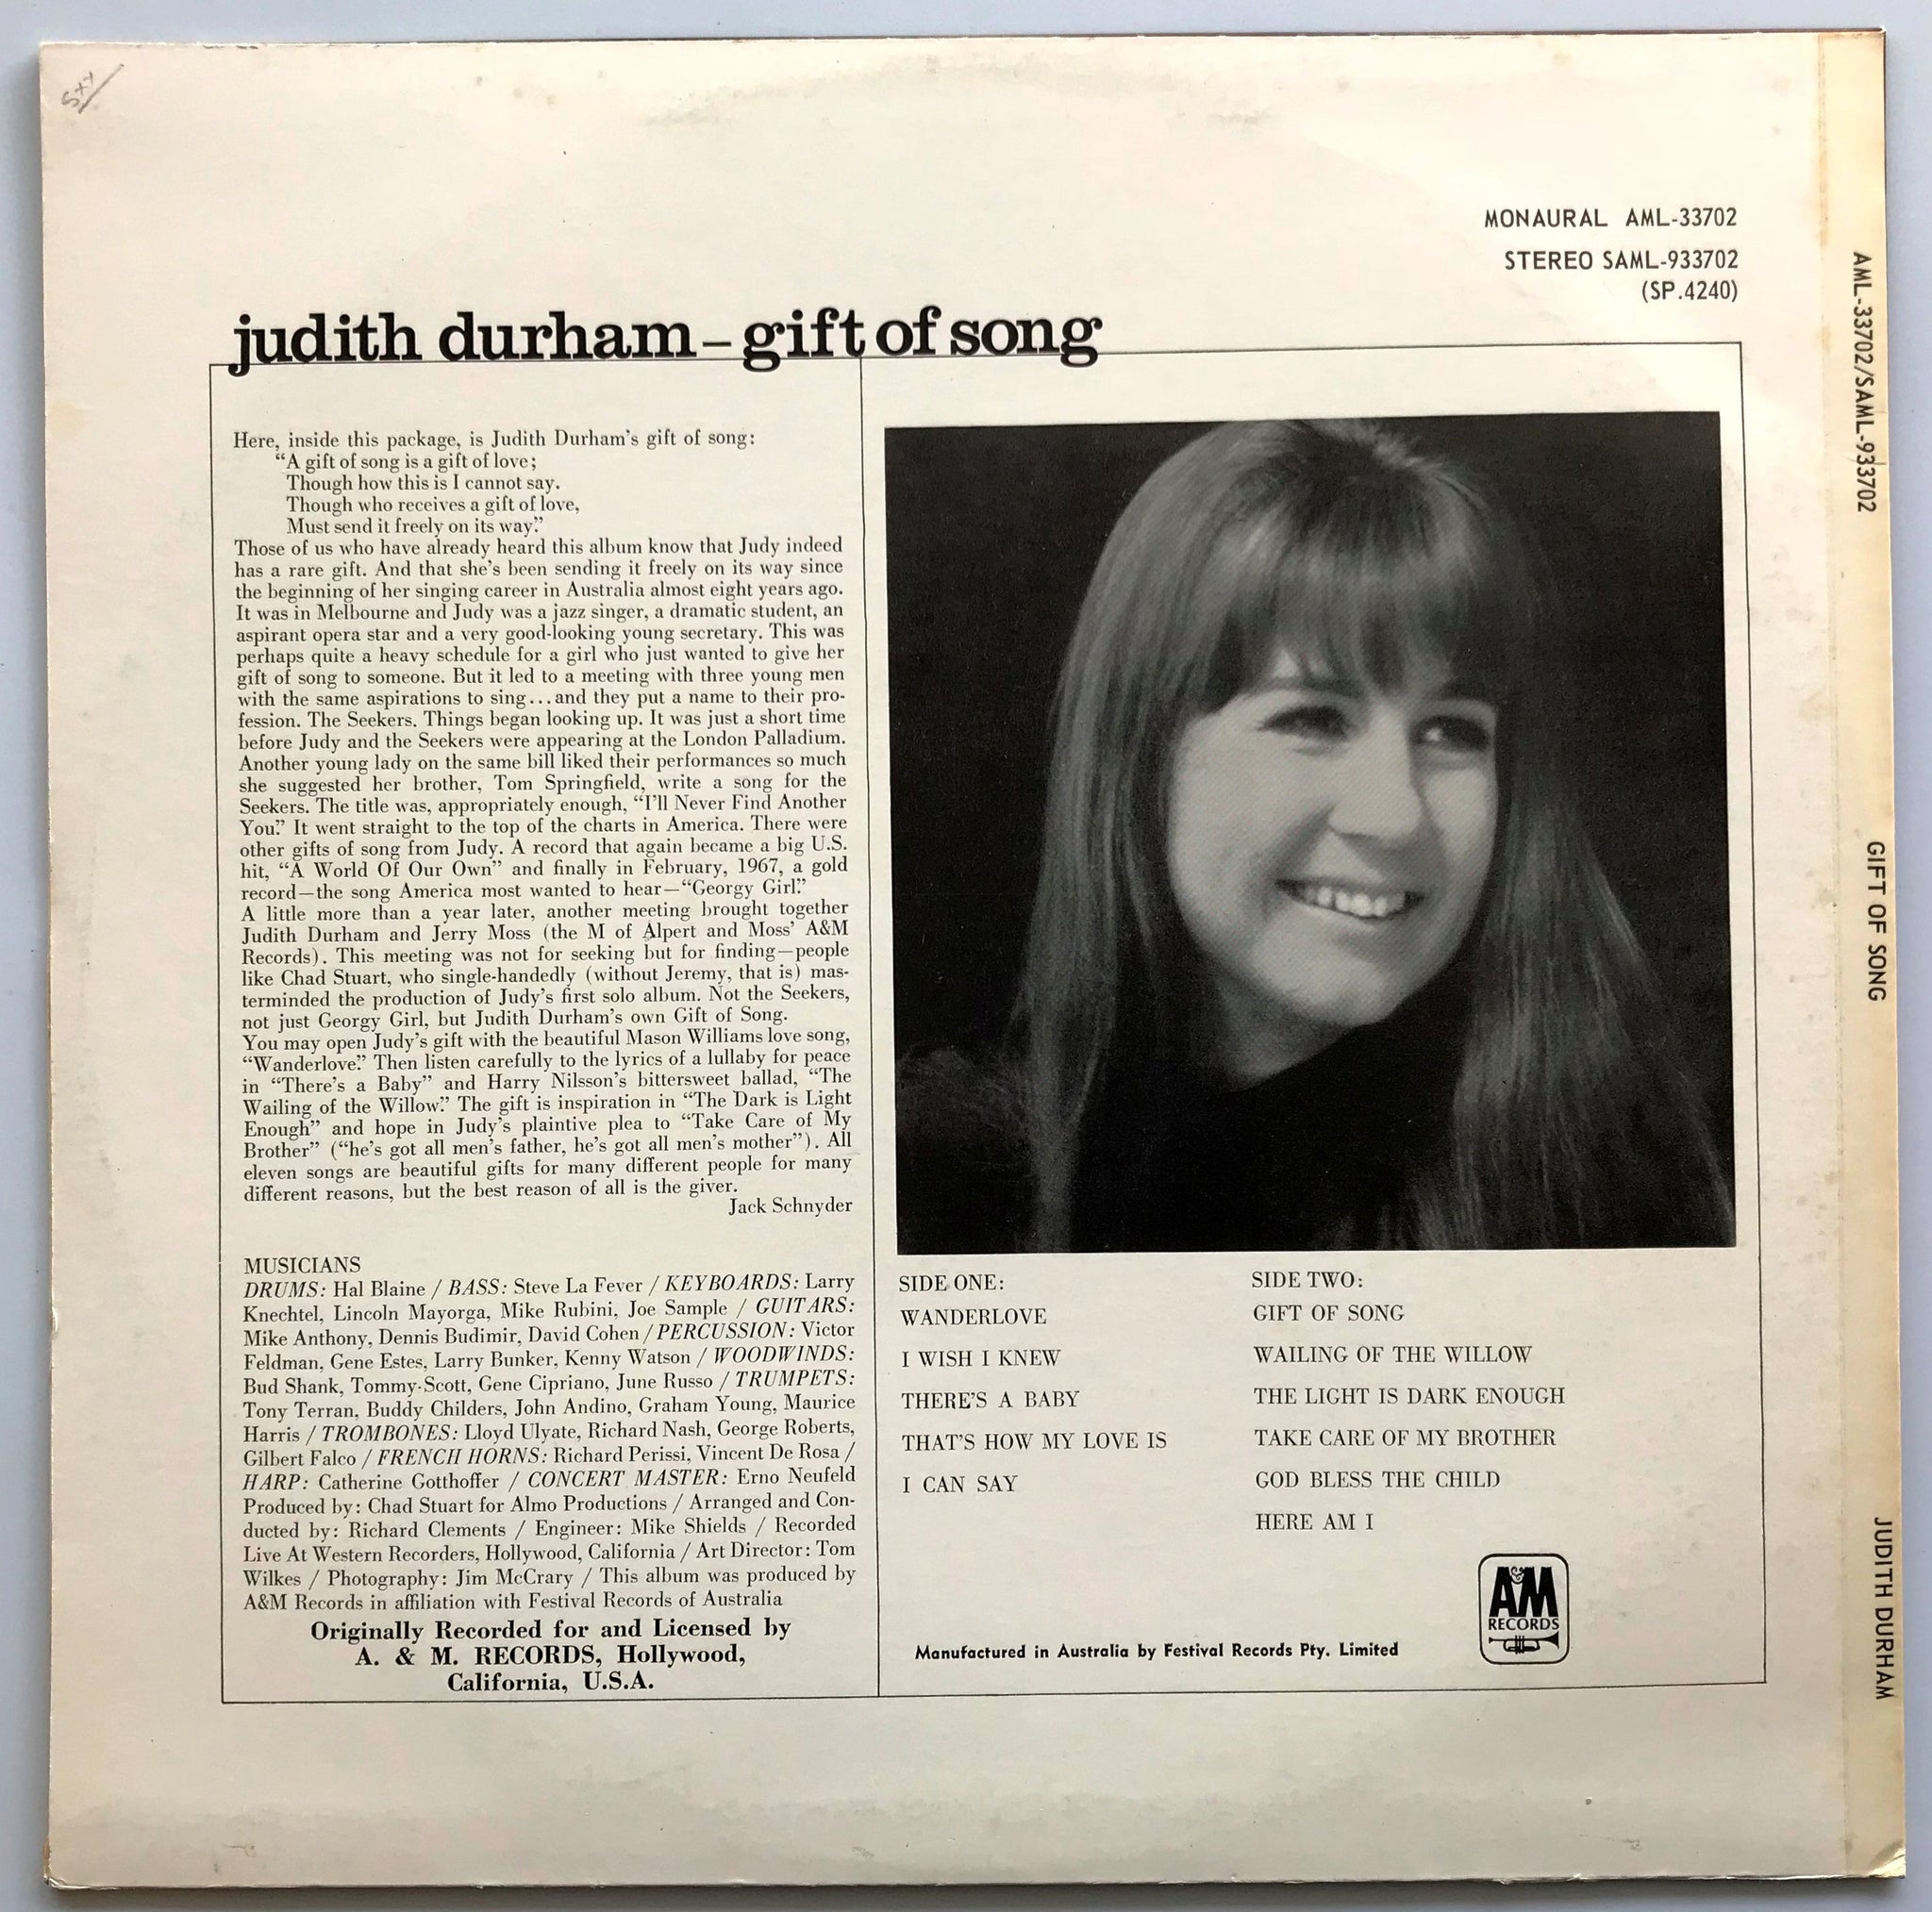 MONAURAL AML-33702
STEREO SAML-933702
(SP.4240)
judith durham – gift of song
Here, inside this package, is Judith Durham's gift of song:
“A gift of song is a gift of love;
Though how this is I cannot say.
Though who receives a gift of love,
Must send it freely on its way.”
Those of us who have already heard this album know that Judy indeed
has a rare gift. And that she's been sending it freely on its way since
the beginning of her singing career in Australia almost eight years ago.
It was in Melbourne and Judy was a jazz singer, a dramatic student, an
aspirant opera star and a very good-looking young secretary. This was
perhaps quite a heavy schedule for a girl who just wanted to give her
gift of song to someone. But it led to a meeting with three young men
with the same aspirations to sing...and they put a name to their pro-
fession. The Seekers. Things began looking up. It was just a short time
before Judy and the Seekers were appearing at the London Palladium.
Another young lady on the same bill liked their performances so much
she suggested her brother, Tom Springfield, write a song for the
Seekers. The title was, appropriately enough, “I'll Never Find Another
You.” It went straight to the top of the charts in America. There were
other gifts of song from Judy. A record that again became a big U.S.
hit, “A World Of Our Own” and finally in February, 1967, a gold
record—the song America most wanted to hear—“Georgy Girl.”
A little more than a year later, another meeting brought together
Judith Durham and Jerry Moss (the M of Alpert and Moss' A&M
Records). This meeting was not for seeking but for finding—people
like Chad Stuart, who single-handedly (without Jeremy, that is) mas-
terminded the production of Judy's first solo album. Not the Seekers,
not just Georgy Girl, but Judith Durham's own Gift of Song.
You may open Judy's gift with the beautiful Mason Williams love song,
“Wanderlove.” Then listen carefully to the lyrics of a lullaby for peace
in “There's a Baby” and Harry Nilsson's bittersweet ballad, “The
Wailing of the Willow.” The gift is inspiration in “The Dark is Light
Enough” and hope in Judy's plaintive plea to “Take Care of My
Brother” (“he's got all men's father, he's got all men's mother”). All
eleven songs are beautiful gifts for many different people for many
different reasons, but the best reason of all is the giver.
Jack Schnyder
MUSICIANS
DRUMS: Hal Blaine / BASS: Steve La Fever / KEYBOARDS: Larry
Knechtel, Lincoln Mayorga, Mike Rubini, Joe Sample / GUITARS:
Mike Anthony, Dennis Budimir, David Cohen / PERCUSSION: Victor
Feldman, Gene Estes, Larry Bunker, Kenny Watson / WOODWINDS:
Bud Shank, Tommy Scott, Gene Cipriano, June Russo / TRUMPETS:
Tony Terran, Buddy Childers, John Andino, Graham Young, Maurice
Harris / TROMBONES: Lloyd Ulyate, Richard Nash, George Roberts,
Gilbert Falco / FRENCH HORNS: Richard Perissi, Vincent De Rosa /
HARP: Catherine Gotthoffer / CONCERT MASTER: Erno Neufeld
Produced by: Chad Stuart for Almo Productions / Arranged and Con-
ducted by: Richard Clements / Engineer: Mike Shields / Recorded
Live At Western Recorders, Hollywood, California / Art Director: Tom
Wilkes / Photography: Jim McCrary / This album was produced by
A&M Records in affiliation with Festival Records of Australia
Originally Recorded for and Licensed by
A. & M. RECORDS, Hollywood,
California, U.S.A.
SIDE ONE:
WANDERLOVE
I WISH I KNEW
THERE'S A BABY
THAT'S HOW MY LOVE IS
I CAN SAY
SIDE TWO:
GIFT OF SONG
WAILING OF THE WILLOW
THE LIGHT IS DARK ENOUGH
TAKE CARE OF MY BROTHER
GOD BLESS THE CHILD
HERE AM I
Manufactured in Australia by Festival Records Pty. Limited
A&M
RECORDS
AML-33702/SAML-933702
GIFT OF SONG
JUDITH DURHAM